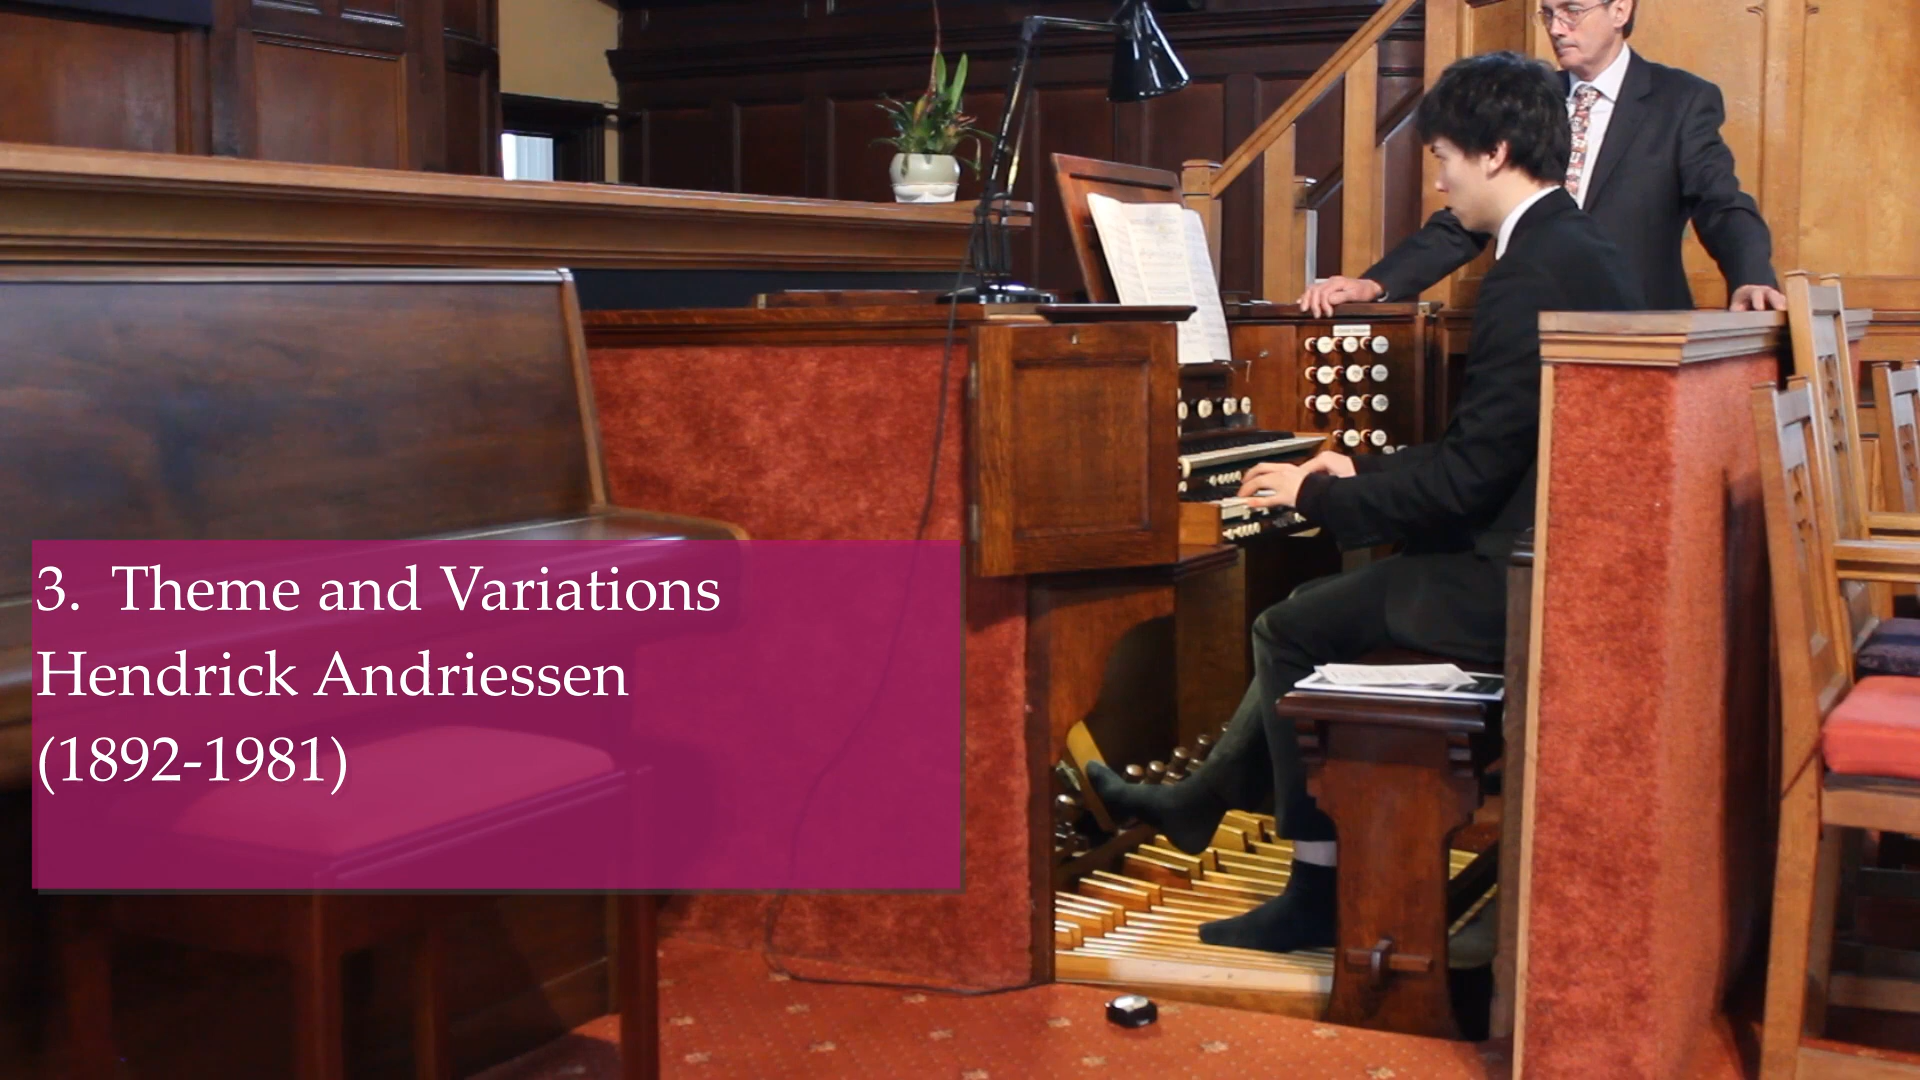 3. Theme and Variations
Hendrick Andriessen
(1892-1981)